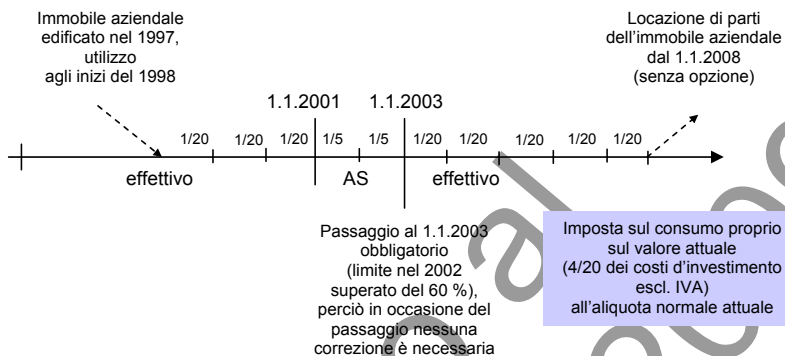 Immobile aziendale
edificato nel 1997,
utilizzo
agli inizi del 1998
Locazione di parti
dell'immobile aziendale
dal 1.1.2008
(senza opzione)
1.1.2001 1.1.2003
1/20 1/20 1/20 1/5 1/5 1/20 1/20 1/20 1/20 1/20
effettivo AS effettivo
Passaggio al 1.1.2003
obbligatorio
(limite nel 2002
superato del 60 %),
perciò in occasione del
passaggio nessuna
correzione è necessaria
Imposta sul consumo proprio
sul valore attuale
(4/20 dei costi d'investimento
escl. IVA)
all'aliquota normale attuale